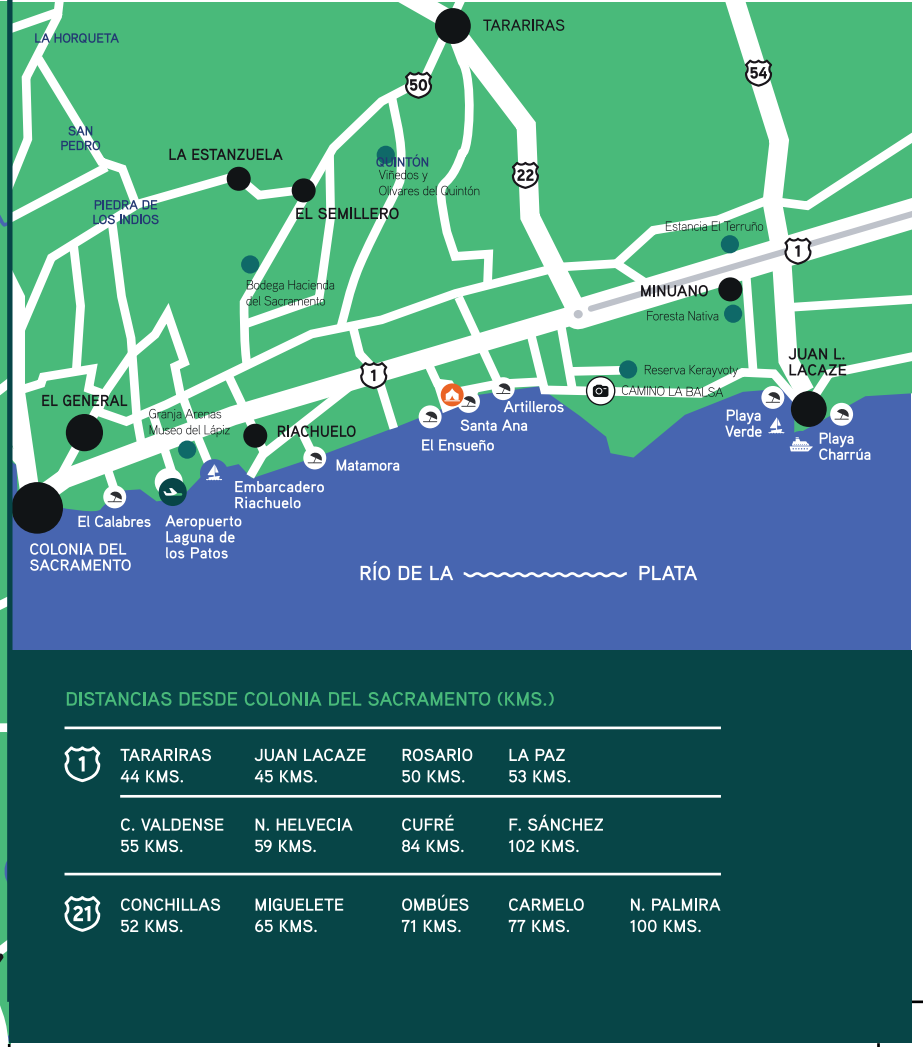 TARARIRAS
LA HORQUETA
54
50
SAN
PEDRO
LA ESTANZUELA
QUINTÓN
Viñedos y
Olivares del Quintón
22
EL SEMILLERO
PIEDRA DE
LOS INDIOS
Estancia El Terruño
1
Bodega Hacienda
del Sacramento
MINUANO
Foresta Nativa
JUAN L.
LACAZE
1
Reserva Kerayvoty
CAMINO LA BALSA
EL GENERAL
Granja Arenas
Museo del Lápiz
RIACHUELO
Artilleros
Santa Ana
El Ensueño
Playa
Verde
Playa
Charrúa
Matamora
Embarcadero
Riachuelo
El Calabres
Aeropuerto
Laguna de
los Patos
COLONIA DEL
SACRAMENTO
RÍO DE LA PLATA
DISTANCIAS DESDE COLONIA DEL SACRAMENTO (KMS.)
1
TARARIRAS JUAN LACAZE ROSARIO LA PAZ
44 KMS. 45 KMS. 50 KMS. 53 KMS.
C. VALDENSE N. HELVECIA CUFRÉ F. SÁNCHEZ
55 KMS. 59 KMS. 84 KMS. 102 KMS.
21
CONCHILLAS MIGUELETE OMBÚES CARMELO N. PALMIRA
52 KMS. 65 KMS. 71 KMS. 77 KMS. 100 KMS.